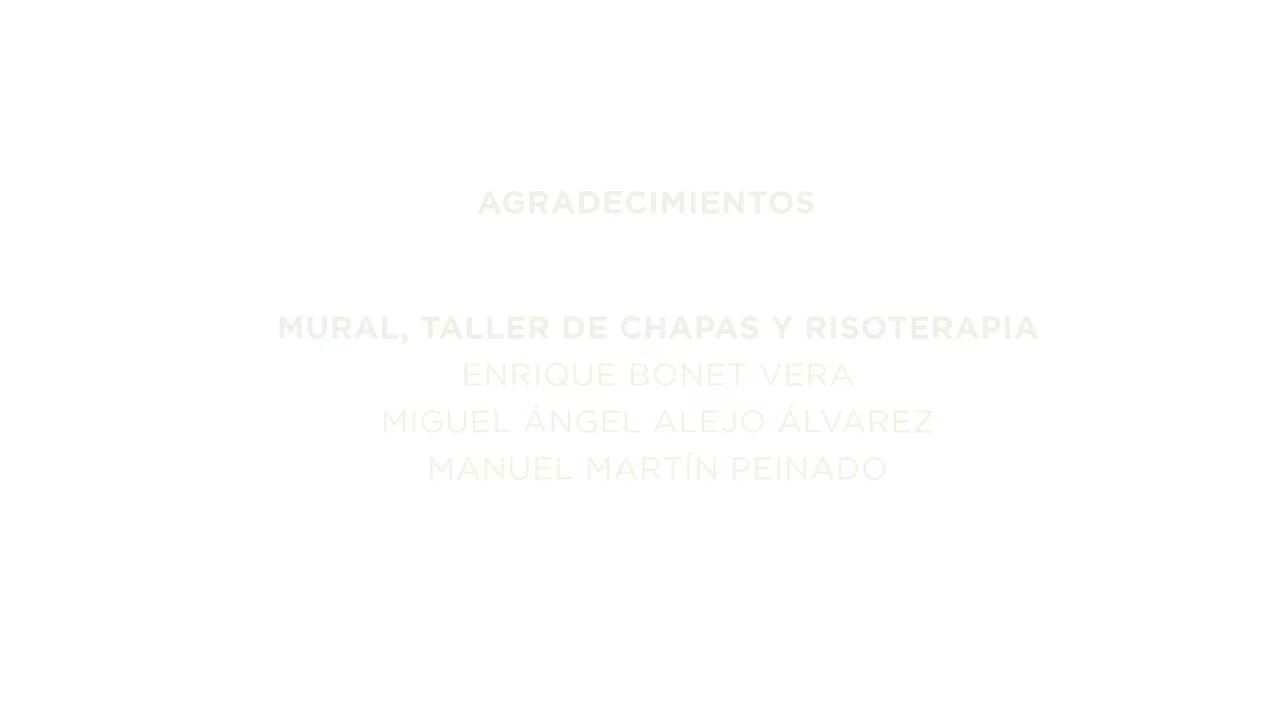 AGRADECIMIENTOS
MURAL, TALLER DE CHAPAS Y RISOTERAPIA
ENRIQUE BONET VERA
MIGUEL ÁNGEL ALEJO ÁLVAREZ
MANUEL MARTÍN PEINADO